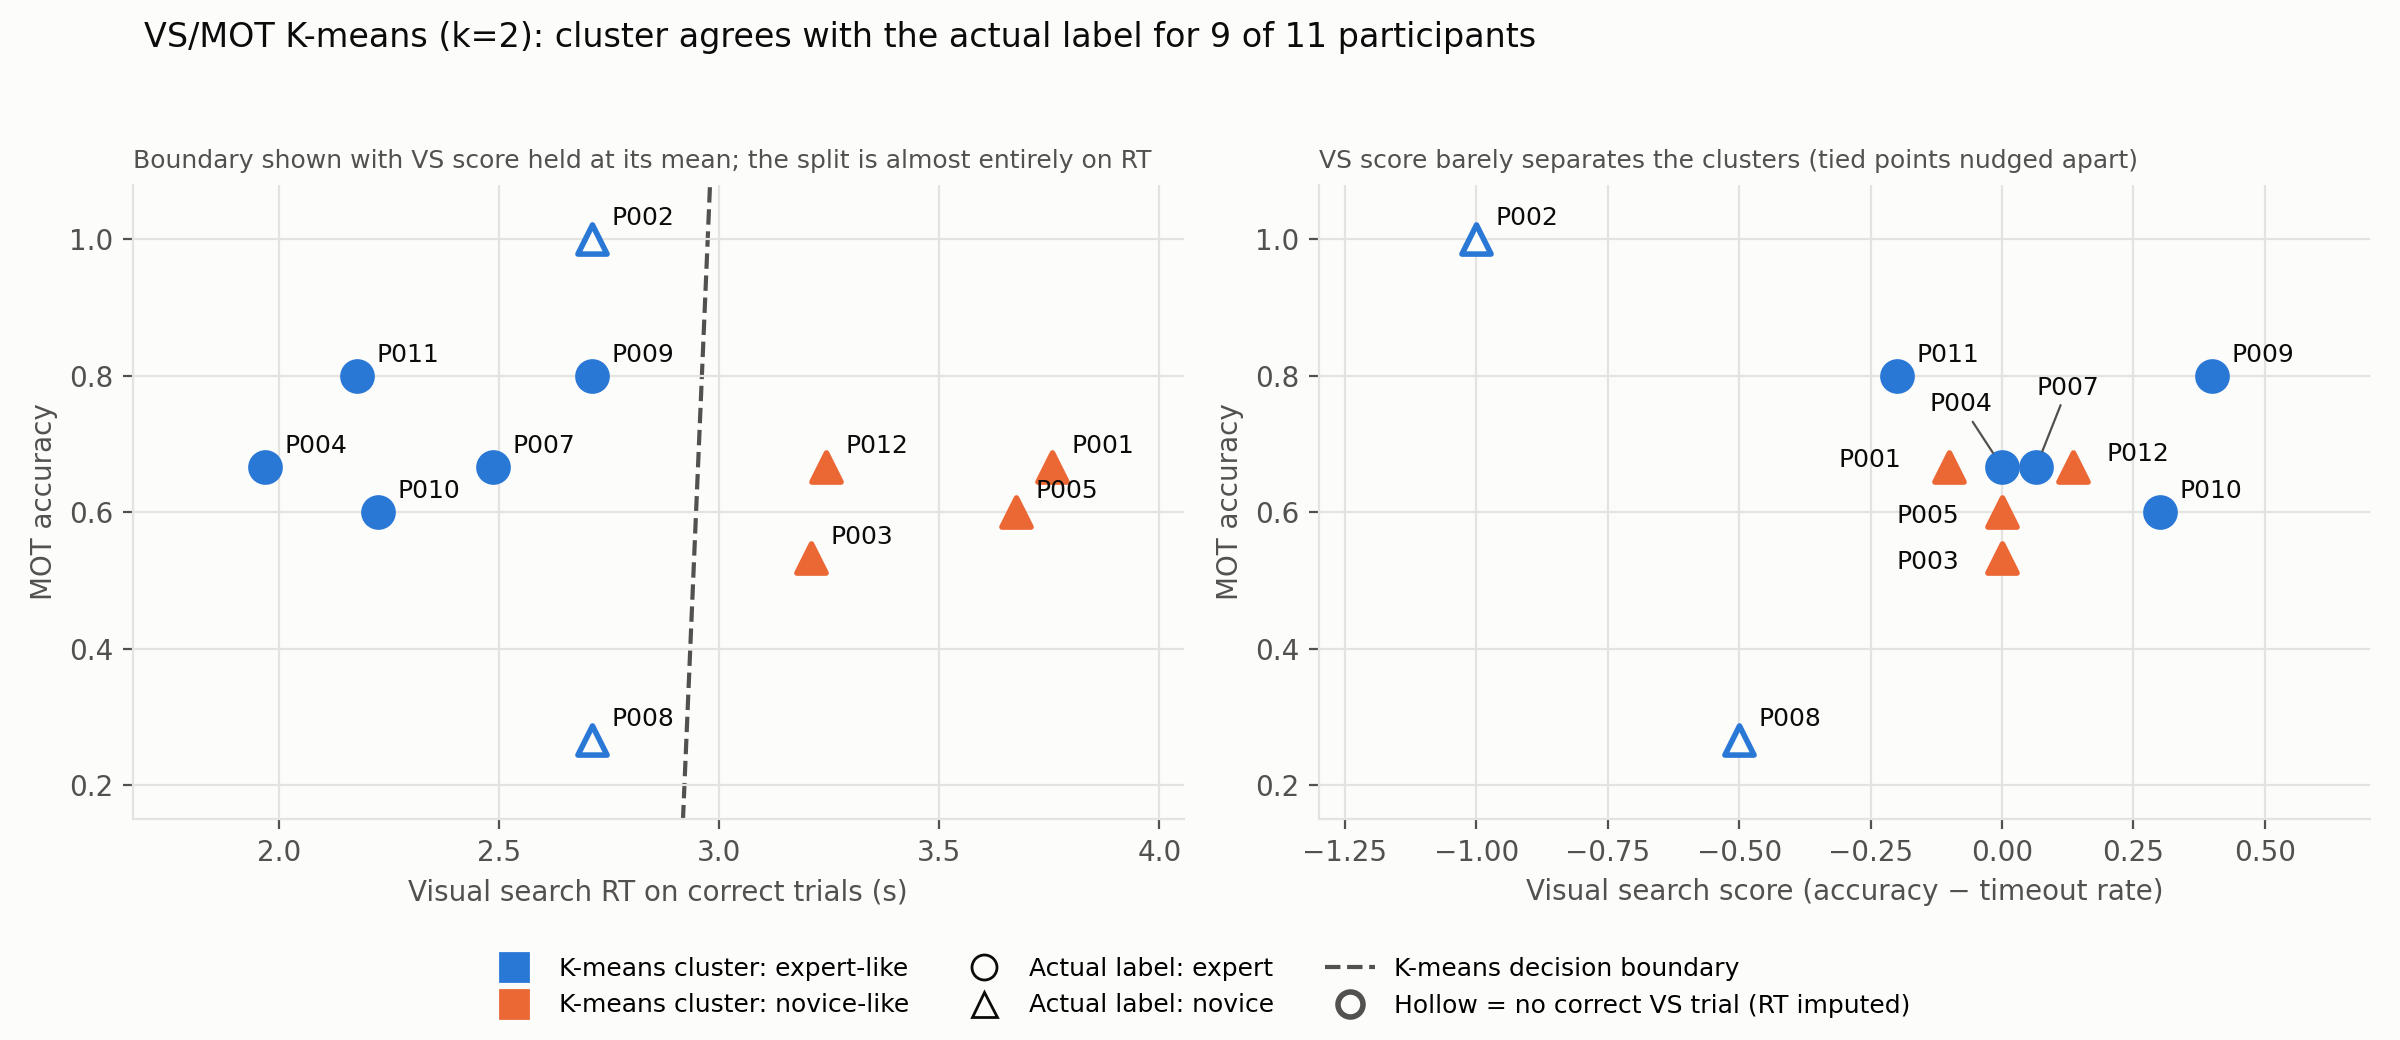 VS/MOT K-means (k=2): cluster agrees with the actual label for 9 of 11 participants
Boundary shown with VS score held at its mean; the split is almost entirely on RT
MOT accuracy
1.0
0.8
0.6
0.4
0.2
P002
P011
P009
P004
P007
P012
P001
P010
P005
P003
P008
2.0
2.5
3.0
3.5
4.0
Visual search RT on correct trials (s)
VS score barely separates the clusters (tied points nudged apart)
MOT accuracy
1.0
0.8
0.6
0.4
0.2
P002
P011
P009
P007
P004
P001
P012
P010
P005
P003
P008
−1.25
−1.00
−0.75
−0.50
−0.25
0.00
0.25
0.50
Visual search score (accuracy − timeout rate)
K-means cluster: expert-like
K-means cluster: novice-like
Actual label: expert
Actual label: novice
K-means decision boundary
Hollow = no correct VS trial (RT imputed)